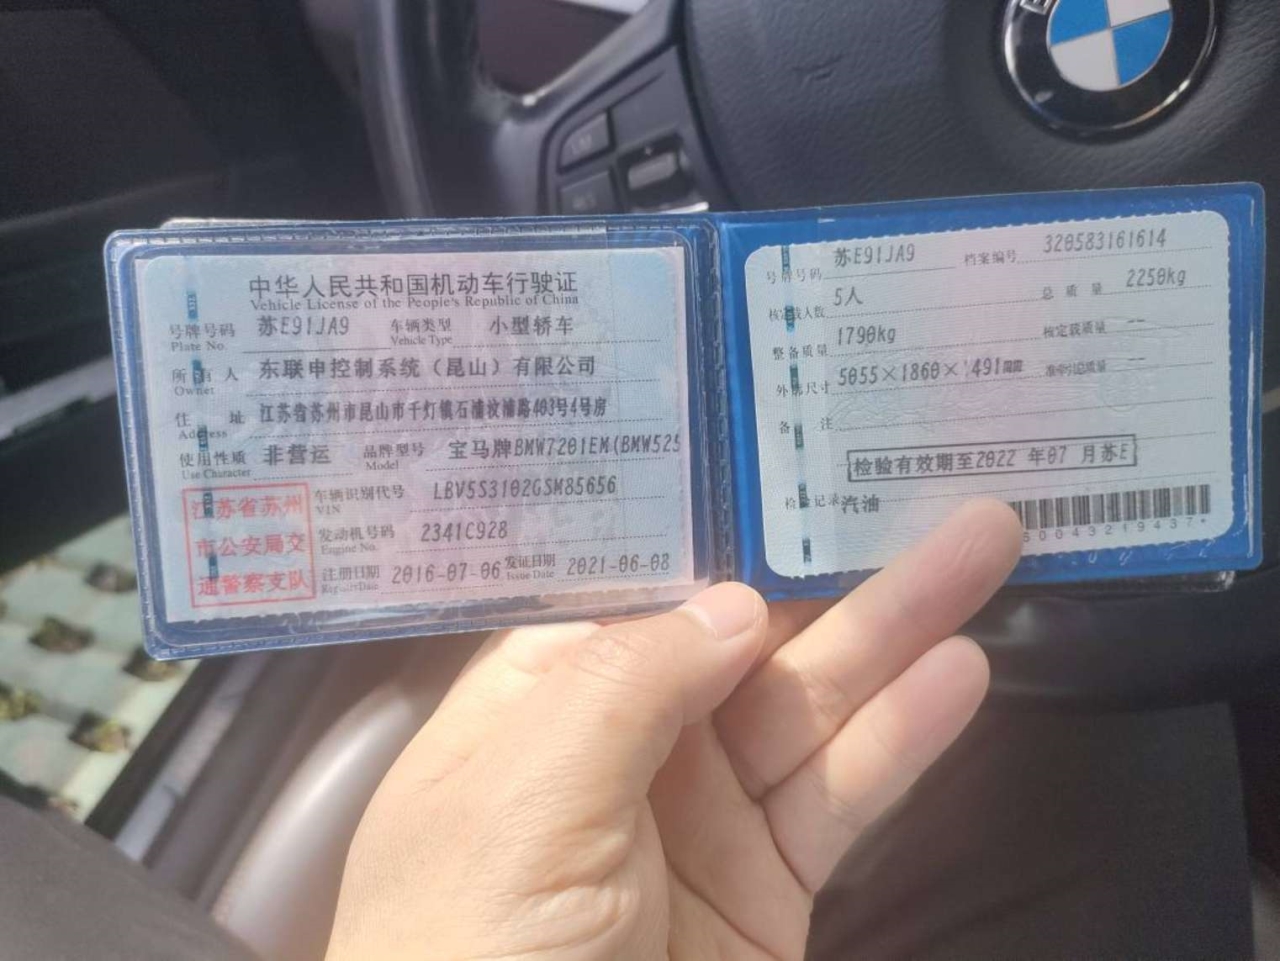 中华人民共和国机动车行驶证
Vehicle License of the People's Republic of China
号牌号码 苏E91JA9 车辆类型 小型轿车
Plate No. Vehicle Type
所有人 东联申控制系统（昆山）有限公司
Owner
住址 江苏省苏州市昆山市千灯镇石浦汶浦路403号4号房
Address
使用性质 非营运 品牌型号 宝马牌BMW7201EM(BMW525
Use Character Model
江苏省苏州
市公安局交
通警察支队
车辆识别代号 LBV5S3102GSM85656
VIN
发动机号码 2341C928
Engine No.
注册日期 2016-07-06 发证日期 2021-06-08
Register Date Issue Date
号牌号码 苏E91JA9 档案编号 320583161614
核定载人数 5人 总质量 2250kg
整备质量 1790kg 核定载质量 --
外廓尺寸 5055×1860×1491mm 准牵引总质量 --
备注
检验有效期至2022 年07 月苏E
检验记录 汽油